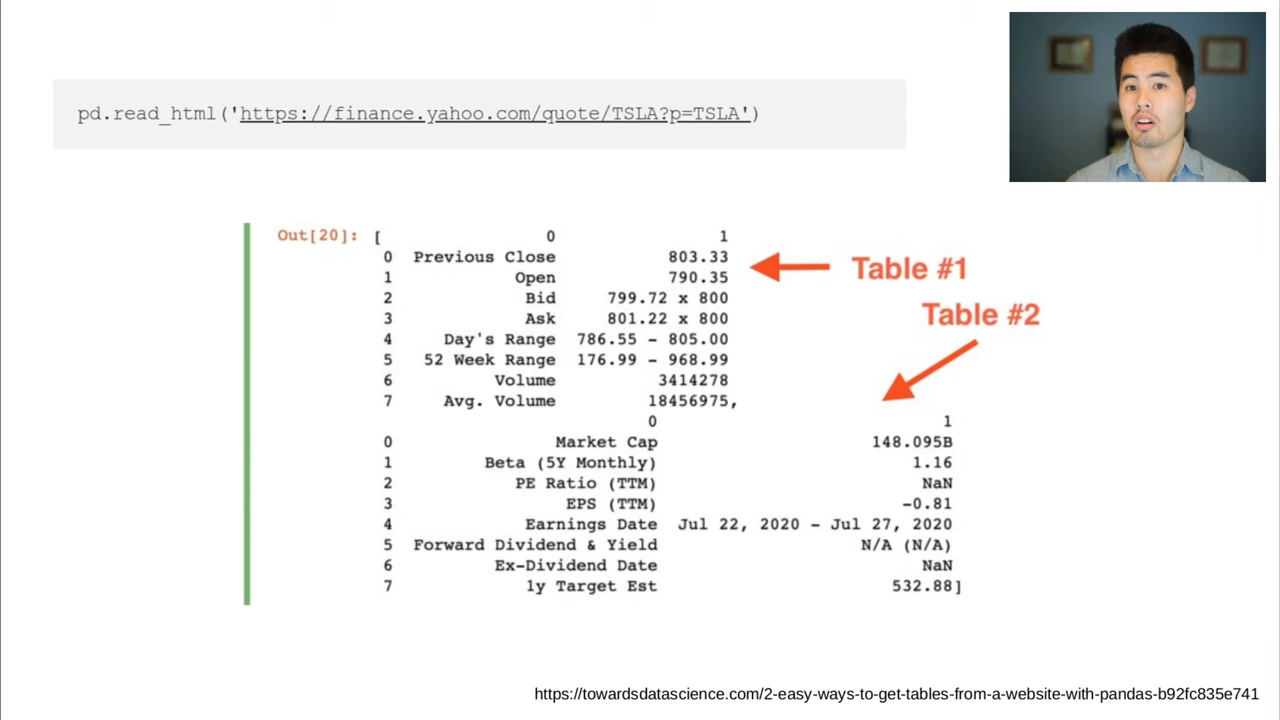 pd.read_html('https://finance.yahoo.com/quote/TSLA?p=TSLA')
Out[20]: [ 0 1
0 Previous Close 803.33
1 Open 790.35
2 Bid 799.72 x 800
3 Ask 801.22 x 800
4 Day's Range 786.55 - 805.00
5 52 Week Range 176.99 - 968.99
6 Volume 3414278
7 Avg. Volume 18456975,
Table #1
Table #2
0 1
0 Market Cap 148.095B
1 Beta (5Y Monthly) 1.16
2 PE Ratio (TTM) NaN
3 EPS (TTM) -0.81
4 Earnings Date Jul 22, 2020 - Jul 27, 2020
5 Forward Dividend & Yield N/A (N/A)
6 Ex-Dividend Date NaN
7 1y Target Est 532.88]
https://towardsdatascience.com/2-easy-ways-to-get-tables-from-a-website-with-pandas-b92fc835e741